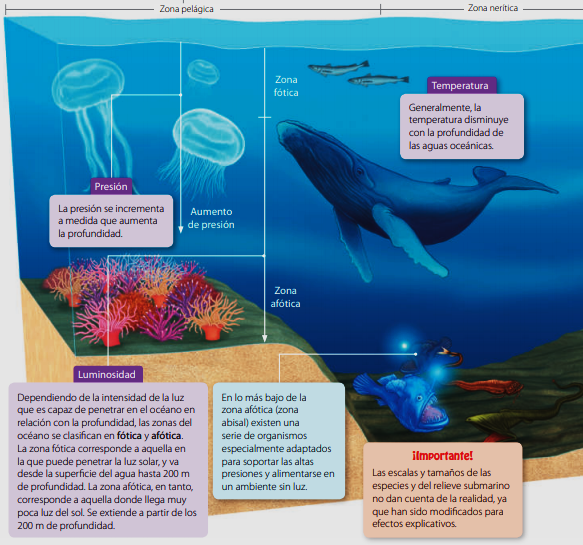 Zona pelágica
Zona nerítica
Zona
fótica
Temperatura
Generalmente, la
temperatura disminuye
con la profundidad de
las aguas oceánicas.
Presión
La presión se incrementa
a medida que aumenta
la profundidad.
Aumento
de presión
Zona
afótica
Luminosidad
Dependiendo de la intensidad de la luz
que es capaz de penetrar en el océano en
relación con la profundidad, las zonas del
océano se clasifican en fótica y afótica.
La zona fótica corresponde a aquella en
la que puede penetrar la luz solar, y va
desde la superficie del agua hasta 200 m
de profundidad. La zona afótica, en tanto,
corresponde a aquella donde llega muy
poca luz del sol. Se extiende a partir de los
200 m de profundidad.
En lo más bajo de la
zona afótica (zona
abisal) existen una
serie de organismos
especialmente adaptados
para soportar las altas
presiones y alimentarse en
un ambiente sin luz.
¡Importante!
Las escalas y tamaños de las
especies y del relieve submarino
no dan cuenta de la realidad, ya
que han sido modificados para
efectos explicativos.